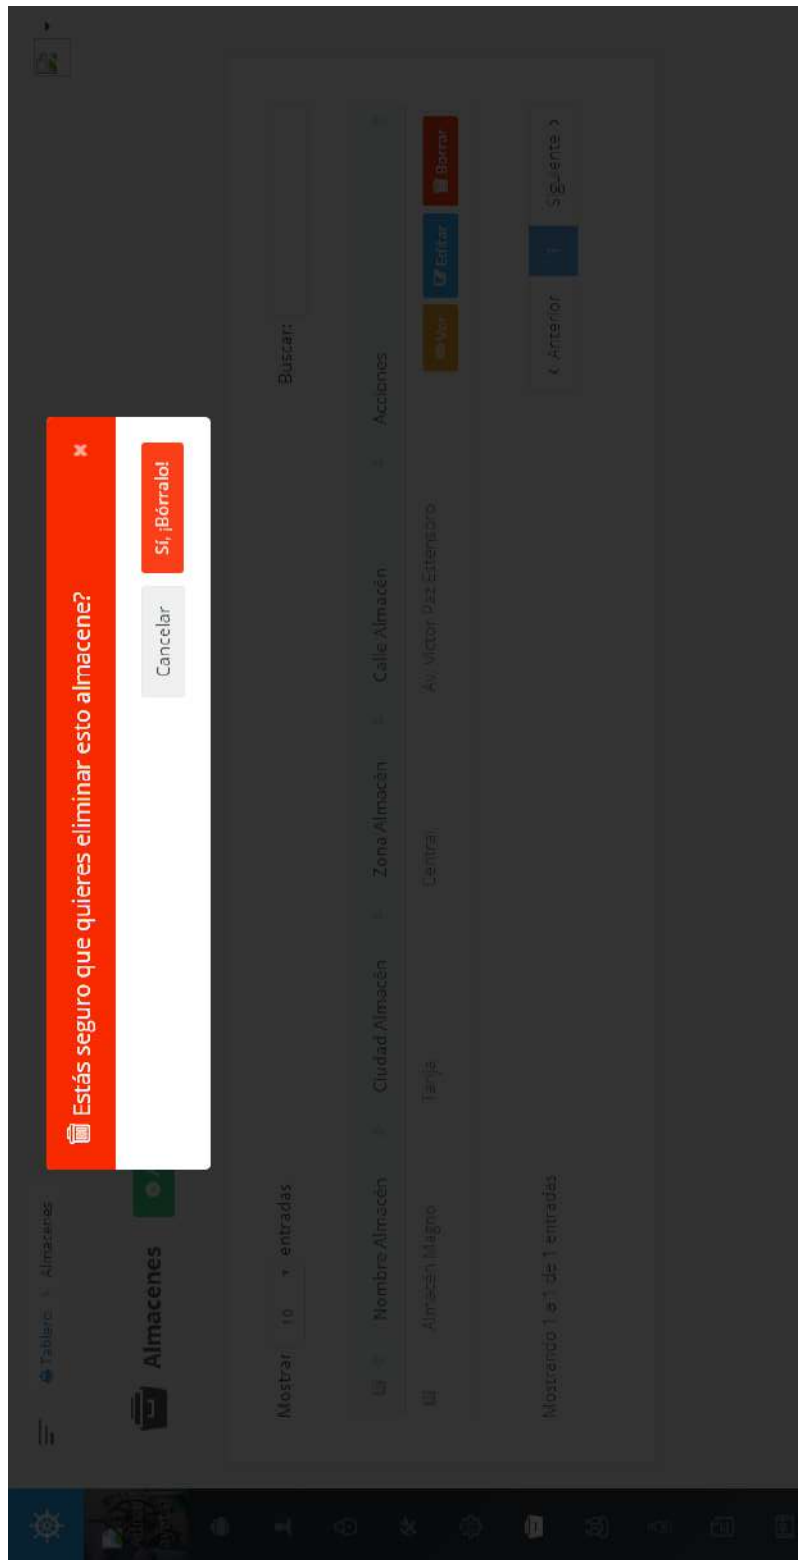 Tablero
Almacenes
Estás seguro que quieres eliminar esto almacene?
Cancelar
Sí, ¡Bórralo!
Almacenes
Mostrar 10 entradas
Buscar:
Nombre Almacén Ciudad Almacén Zona Almacén Calle Almacén Acciones
Almacén Magno Tarija Central Av. Victor Paz Estensoro Ver Editar Borrar
Mostrando 1 a 1 de 1 entradas
Anterior 1 Siguiente